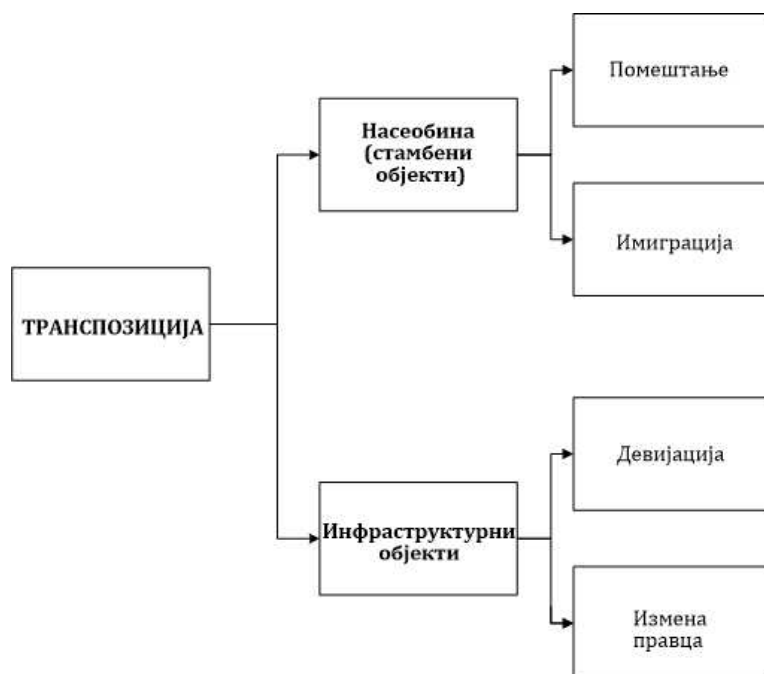 Помештање
Насеобина
(стамбени
објекти)
Имиграција
ТРАНСПОЗИЦИЈА
Девијација
Инфраструктурни
објекти
Измена
правца